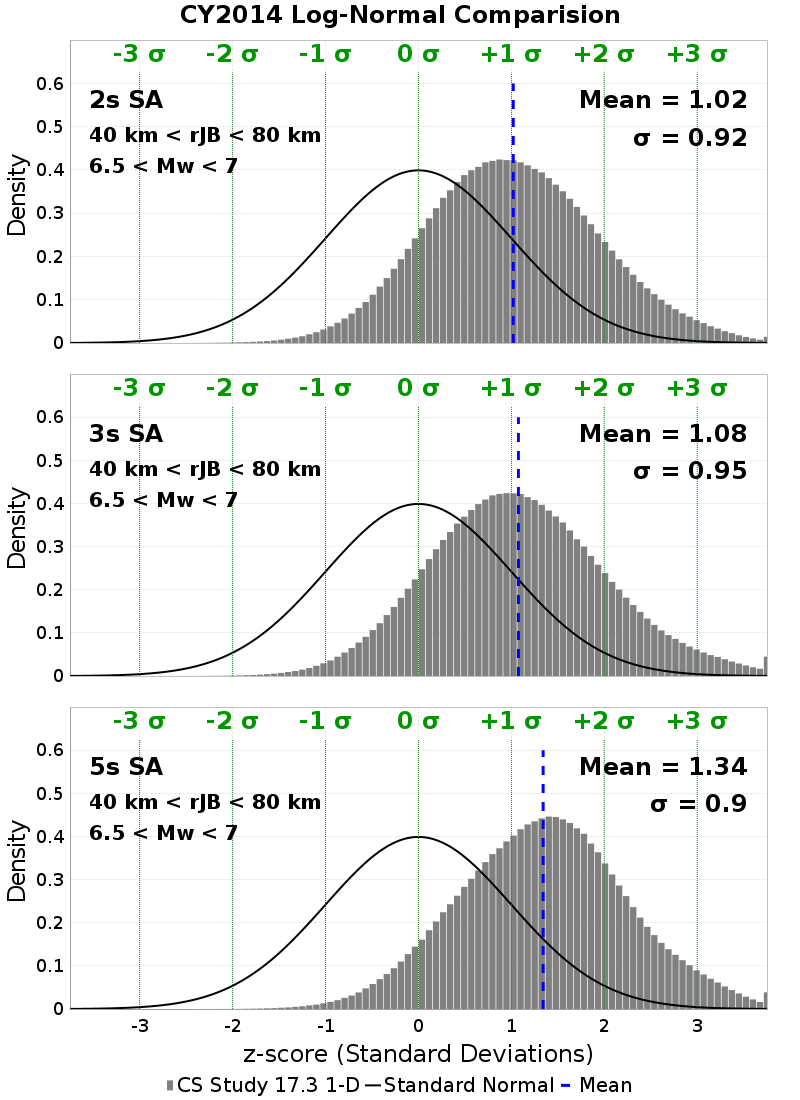 CY2014 Log-Normal Comparision
-3 σ -2 σ -1 σ 0 σ +1 σ +2 σ +3 σ
0.6
0.5
0.4
0.3
0.2
0.1
0
Density
2s SA
40 km < rJB < 80 km
6.5 < Mw < 7
Mean = 1.02
σ = 0.92
-3 σ -2 σ -1 σ 0 σ +1 σ +2 σ +3 σ
0.6
0.5
0.4
0.3
0.2
0.1
0
Density
3s SA
40 km < rJB < 80 km
6.5 < Mw < 7
Mean = 1.08
σ = 0.95
-3 σ -2 σ -1 σ 0 σ +1 σ +2 σ +3 σ
0.6
0.5
0.4
0.3
0.2
0.1
0
Density
5s SA
40 km < rJB < 80 km
6.5 < Mw < 7
Mean = 1.34
σ = 0.9
-3 -2 -1 0 1 2 3
z-score (Standard Deviations)
CS Study 17.3 1-D Standard Normal Mean